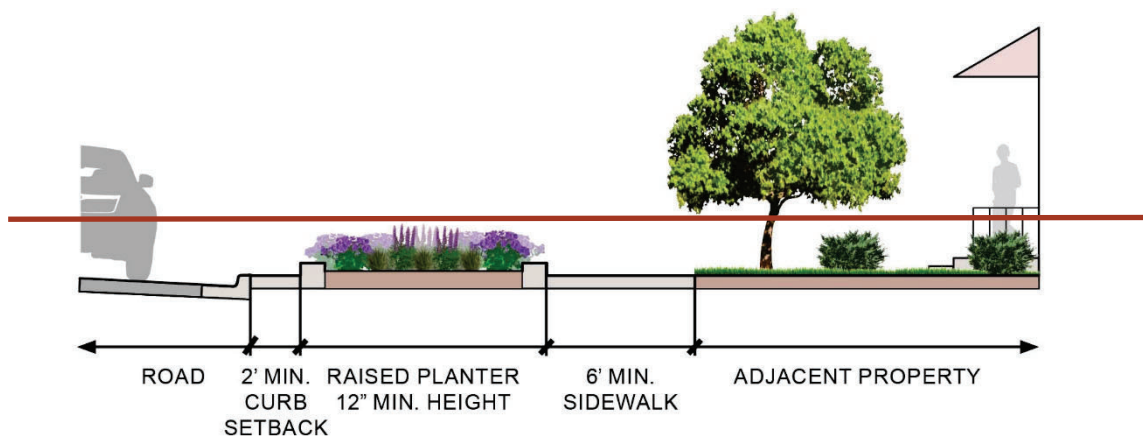 ROAD
2’ MIN.
CURB
SETBACK
RAISED PLANTER
12” MIN. HEIGHT
6’ MIN.
SIDEWALK
ADJACENT PROPERTY